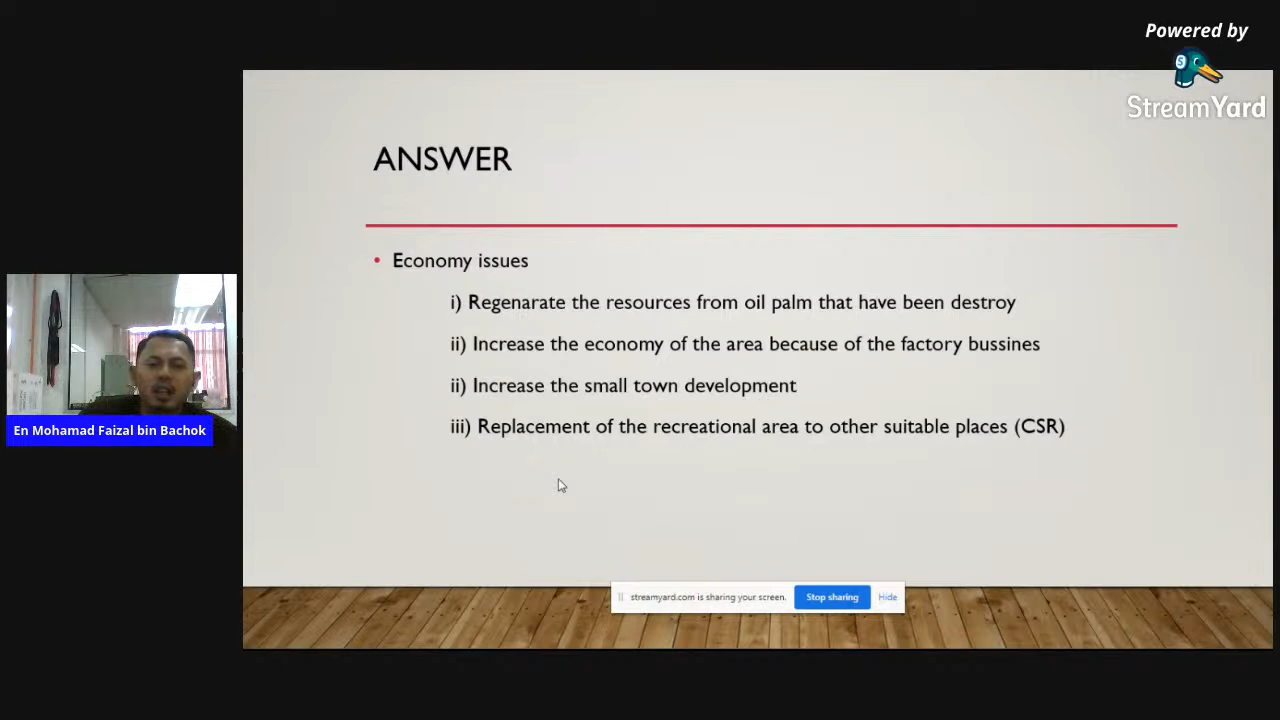 Powered by
StreamYard
ANSWER
• Economy issues
i) Regenarate the resources from oil palm that have been destroy
ii) Increase the economy of the area because of the factory bussines
ii) Increase the small town development
iii) Replacement of the recreational area to other suitable places (CSR)
En Mohamad Faizal bin Bachok
streamyard.com is sharing your screen.
Stop sharing
Hide